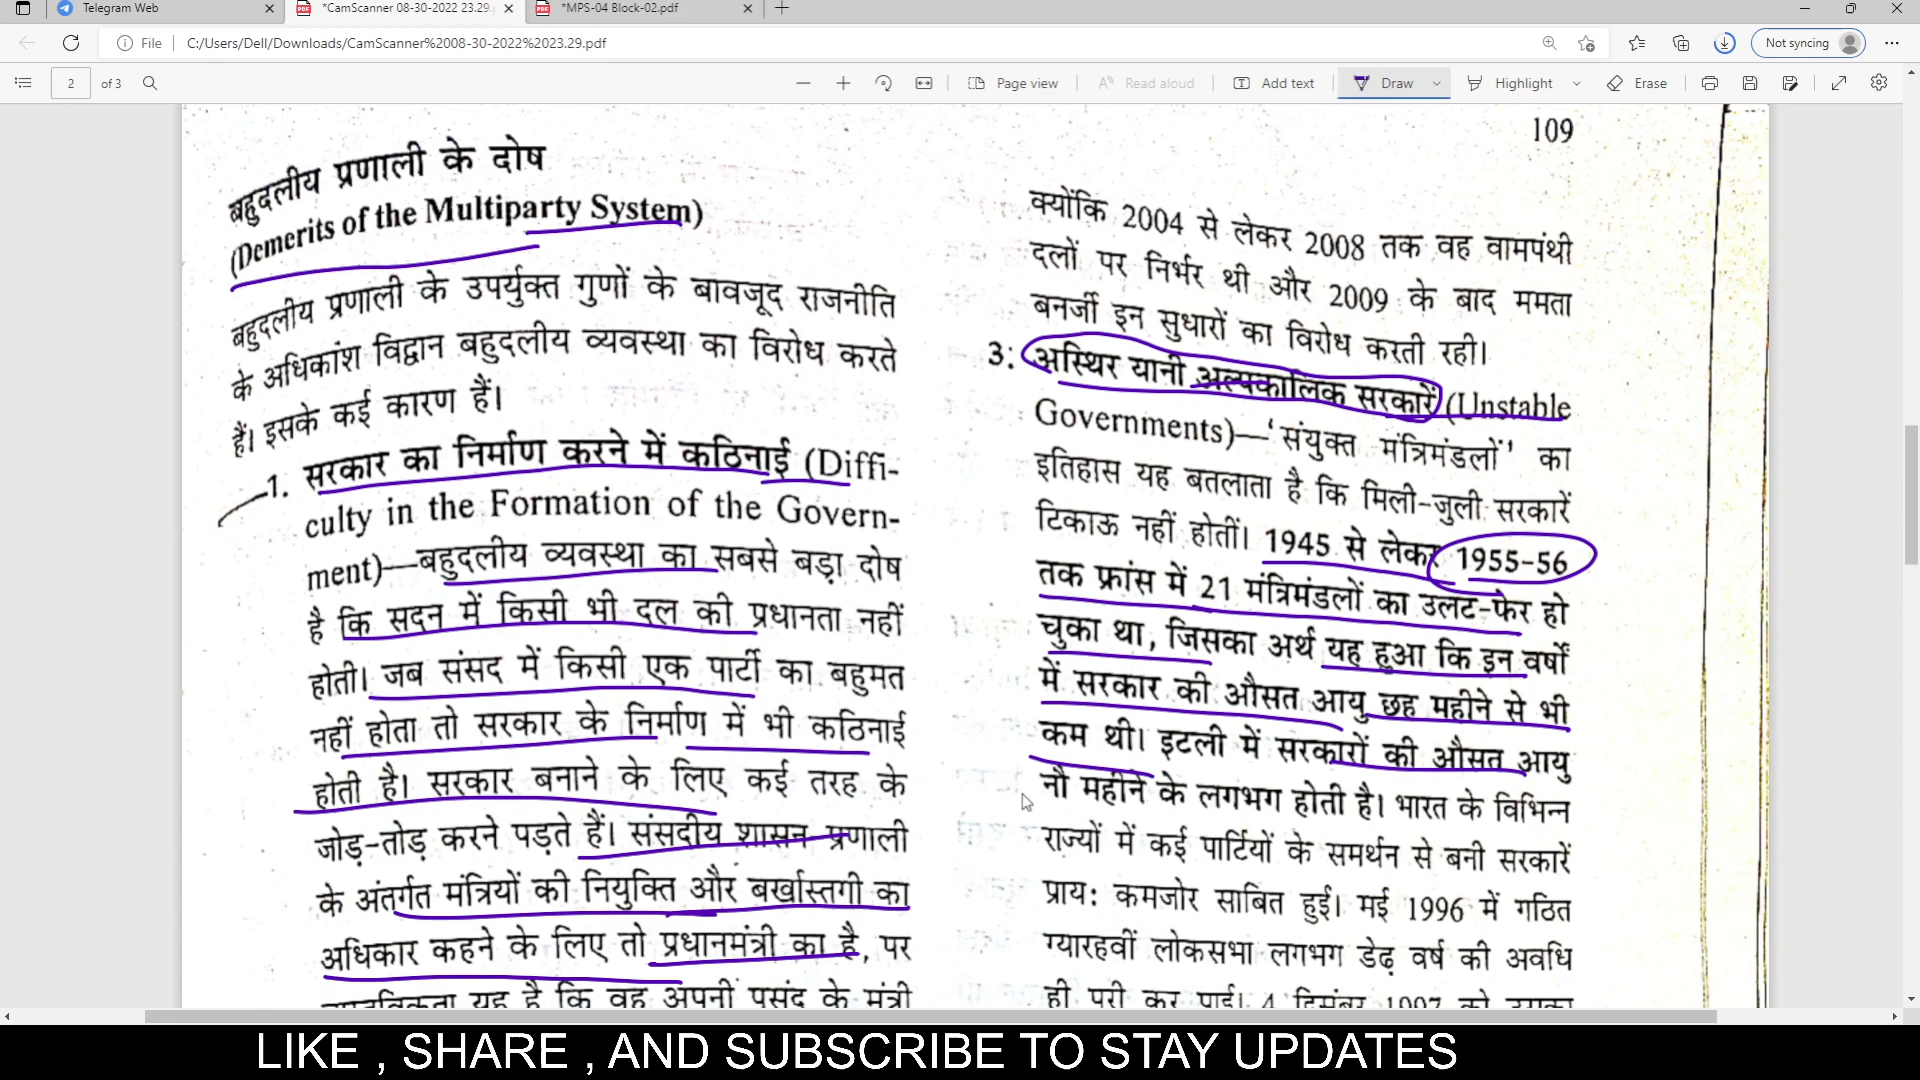 Telegram Web
*CamScanner 08-30-2022 23.29.
*MPS-04 Block-02.pdf
File
C:/Users/Dell/Downloads/CamScanner%2008-30-2022%2023.29.pdf
Not syncing
2 of 3
Page view
Read aloud
Add text
Draw
Highlight
Erase
109
बहुदलीय प्रणाली के दोष
(Demerits of the Multiparty System)
बहुदलीय प्रणाली के उपर्युक्त गुणों के बावजूद राजनीति
के अधिकांश विद्वान बहुदलीय व्यवस्था का विरोध करते
हैं। इसके कई कारण हैं।
1. सरकार का निर्माण करने में कठिनाई (Diffi-
culty in the Formation of the Govern-
ment)—बहुदलीय व्यवस्था का सबसे बड़ा दोष
है कि सदन में किसी भी दल की प्रधानता नहीं
होती। जब संसद में किसी एक पार्टी का बहुमत
नहीं होता तो सरकार के निर्माण में भी कठिनाई
होती है। सरकार बनाने के लिए कई तरह के
जोड़-तोड़ करने पड़ते हैं। संसदीय शासन प्रणाली
के अंतर्गत मंत्रियों की नियुक्ति और बर्खास्तगी का
अधिकार कहने के लिए तो प्रधानमंत्री का है, पर
यह है कि वह अपनी पसंद के मंत्री
क्योंकि 2004 से लेकर 2008 तक वह वामपंथी
दलों पर निर्भर थी और 2009 के बाद ममता
बनर्जी इन सुधारों का विरोध करती रही।
3. अस्थिर यानी अल्पकालिक सरकारें (Unstable
Governments)—'संयुक्त मंत्रिमंडलों' का
इतिहास यह बतलाता है कि मिली-जुली सरकारें
टिकाऊ नहीं होतीं। 1945 से लेकर 1955-56
तक फ्रांस में 21 मंत्रिमंडलों का उलट-फेर हो
चुका था, जिसका अर्थ यह हुआ कि इन वर्षों
में सरकार की औसत आयु छह महीने से भी
कम थी। इटली में सरकारों की औसत आयु
नौ महीने के लगभग होती है। भारत के विभिन्न
राज्यों में कई पार्टियों के समर्थन से बनी सरकारें
प्राय: कमजोर साबित हुईं। मई 1996 में गठित
ग्यारहवीं लोकसभा लगभग डेढ़ वर्ष की अवधि
ही पूरी कर पाई। 4 दिसंबर 1997 को
LIKE , SHARE , AND SUBSCRIBE TO STAY UPDATES